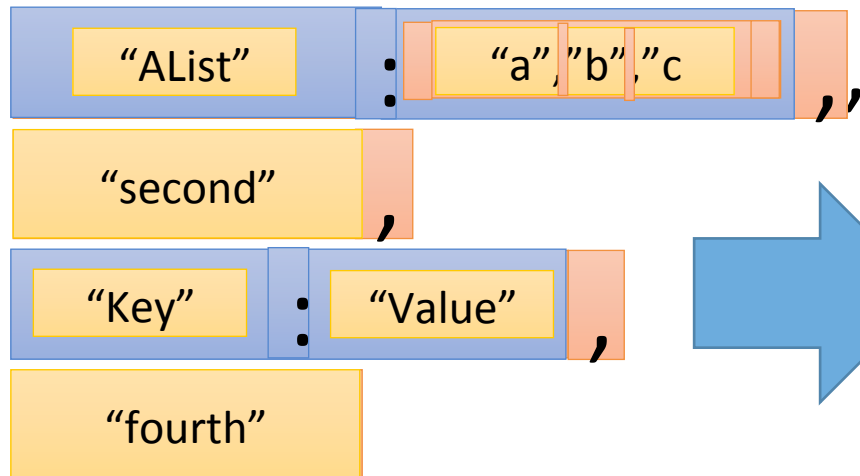 “AList” : “a”,”b”,”c ,,
“second” ,
“Key” : “Value” ,
“fourth”